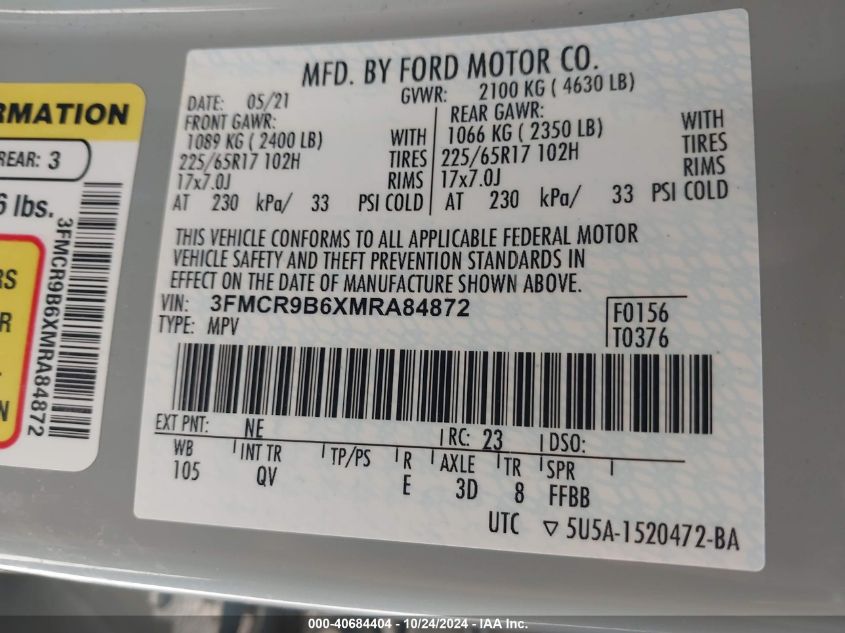 RMATION
REAR: 3
6 lbs.
3FMCR9B6XMRA84872
RS
R
N
MFD. BY FORD MOTOR CO.
DATE: 05/21 GVWR: 2100 KG ( 4630 LB)
FRONT GAWR: REAR GAWR:
1089 KG ( 2400 LB) WITH 1066 KG ( 2350 LB) WITH
225/65R17 102H TIRES 225/65R17 102H TIRES
17x7.0J RIMS 17x7.0J RIMS
AT 230 kPa/ 33 PSI COLD AT 230 kPa/ 33 PSI COLD
THIS VEHICLE CONFORMS TO ALL APPLICABLE FEDERAL MOTOR
VEHICLE SAFETY AND THEFT PREVENTION STANDARDS IN
EFFECT ON THE DATE OF MANUFACTURE SHOWN ABOVE.
VIN: 3FMCR9B6XMRA84872 F0156
TYPE: MPV T0376
EXT PNT: NE RC: 23 DSO:
WB INT TR TP/PS R AXLE TR SPR
105 QV E 3D 8 FFBB
UTC ▽ 5U5A-1520472-BA
© - 40684404 - 10/24/2024 - IAA Inc.